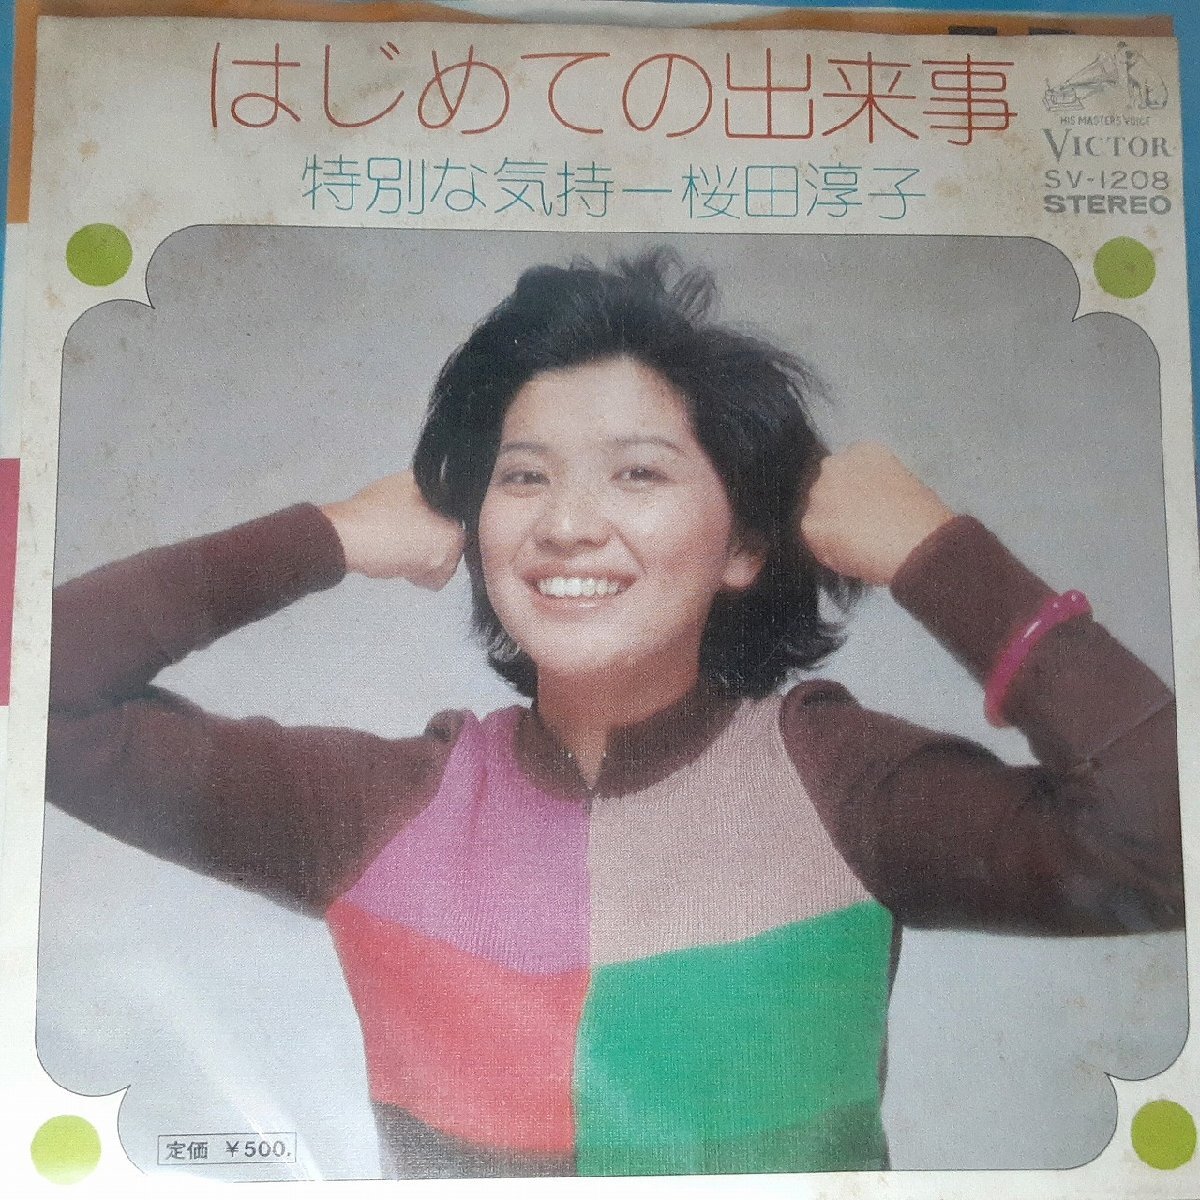 はじめての出来事
特別な気持ー桜田淳子
HIS MASTERS VOICE
VICTOR
SV-1208
STEREO
定価 ¥500.